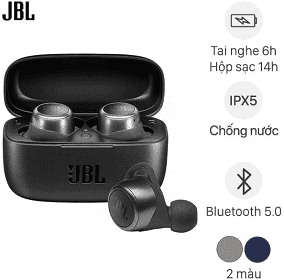 JBL
Tai nghe 6h
Hộp sạc 14h
IPX5
Chống nước
JBL
Bluetooth 5.0
2 màu